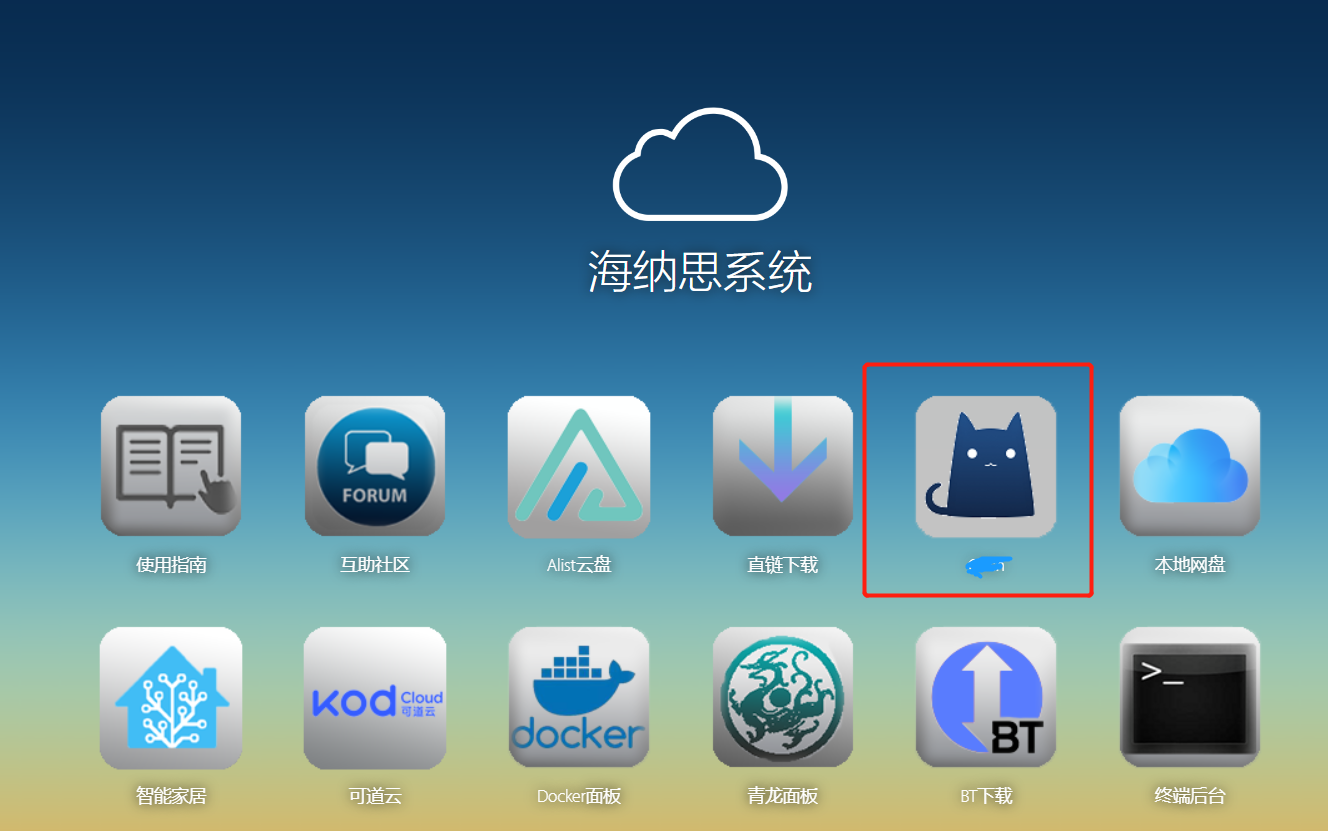 海纳思系统
FORUM
使用指南
互助社区
Alist云盘
直链下载
本地网盘
kod Cloud
可道云
docker
BT
>_
智能家居
可道云
Docker面板
青龙面板
BT下载
终端后台